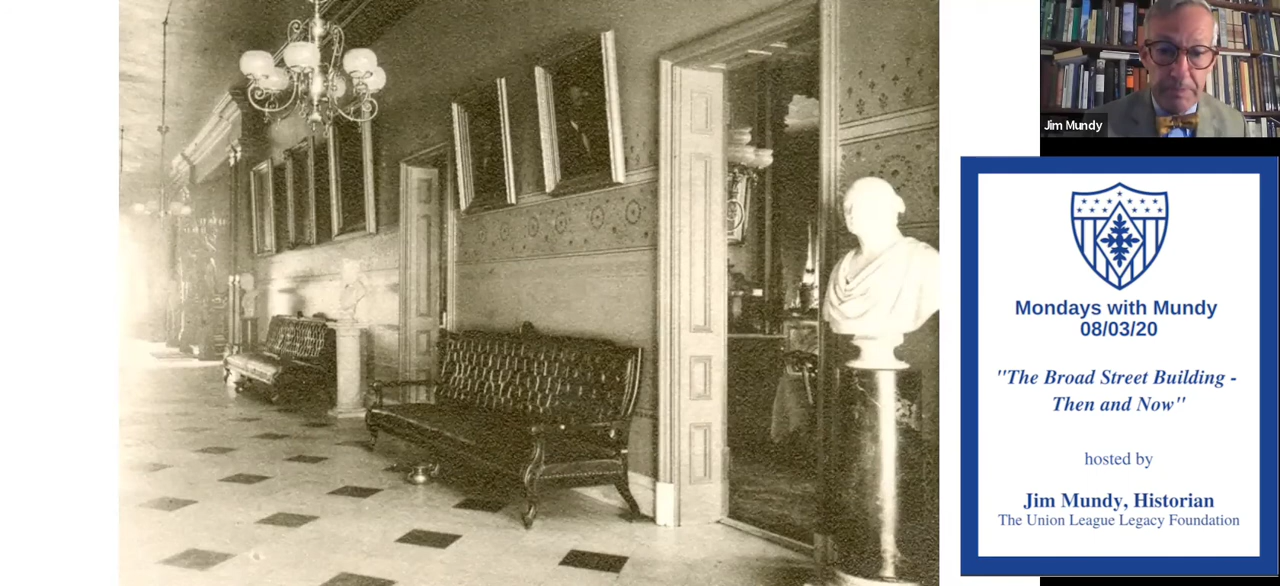 Jim Mundy
Mondays with Mundy
08/03/20
"The Broad Street Building -
Then and Now"
hosted by
Jim Mundy, Historian
The Union League Legacy Foundation